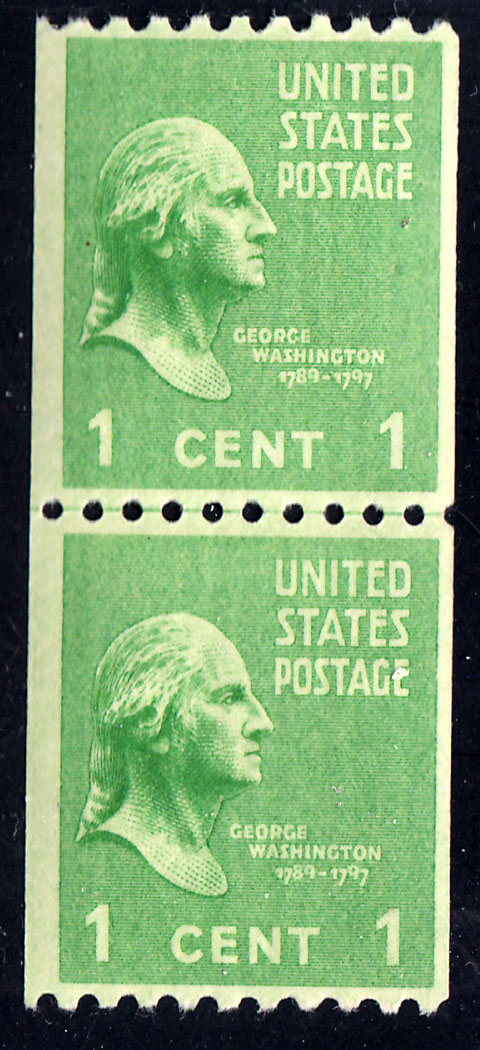 UNITED
STATES
POSTAGE
GEORGE
WASHINGTON
1789-1797
1 CENT 1
UNITED
STATES
POSTAGE
GEORGE
WASHINGTON
1789-1797
1 CENT 1